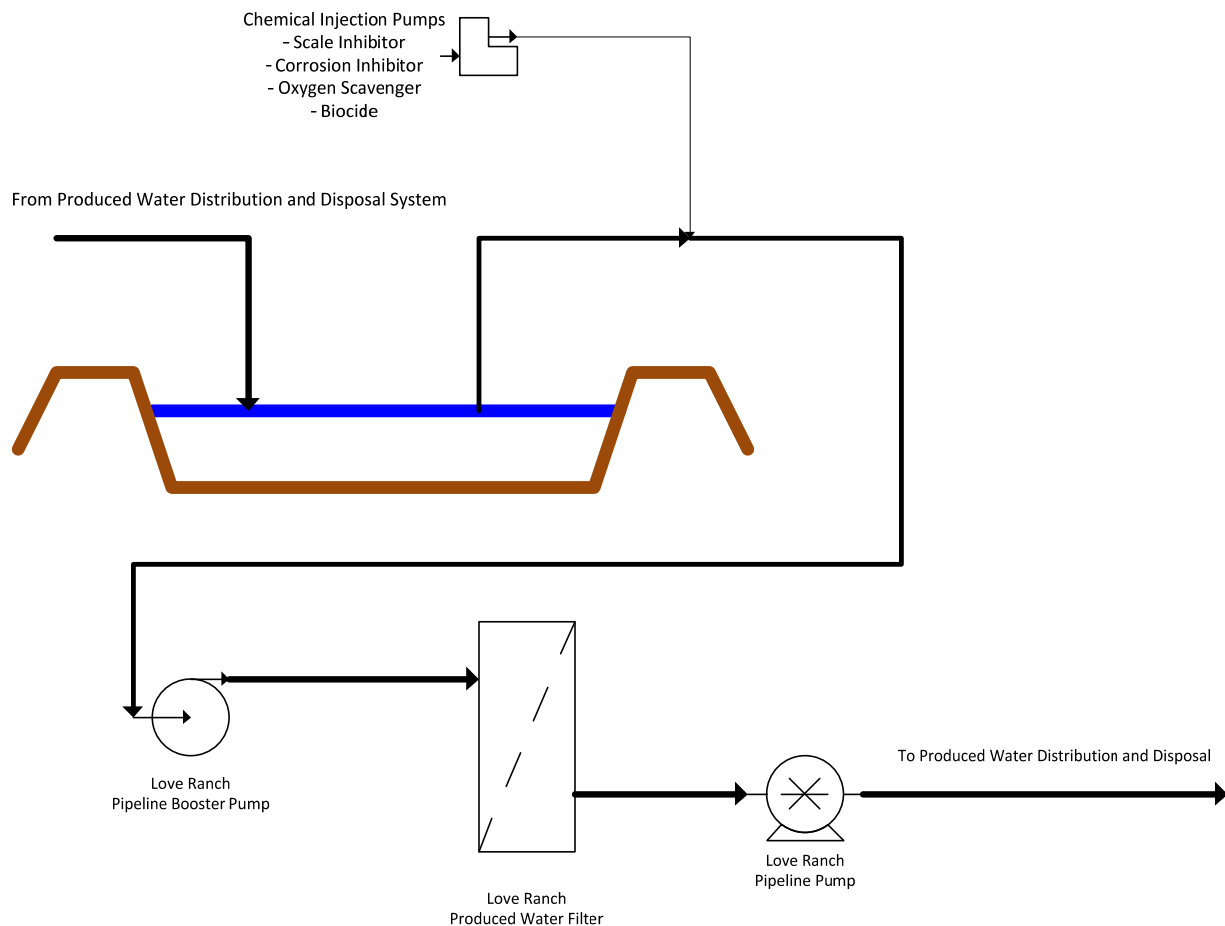 Chemical Injection Pumps
- Scale Inhibitor
- Corrosion Inhibitor
- Oxygen Scavenger
- Biocide
From Produced Water Distribution and Disposal System
Love Ranch
Pipeline Booster Pump
To Produced Water Distribution and Disposal
Love Ranch
Pipeline Pump
Love Ranch
Produced Water Filter